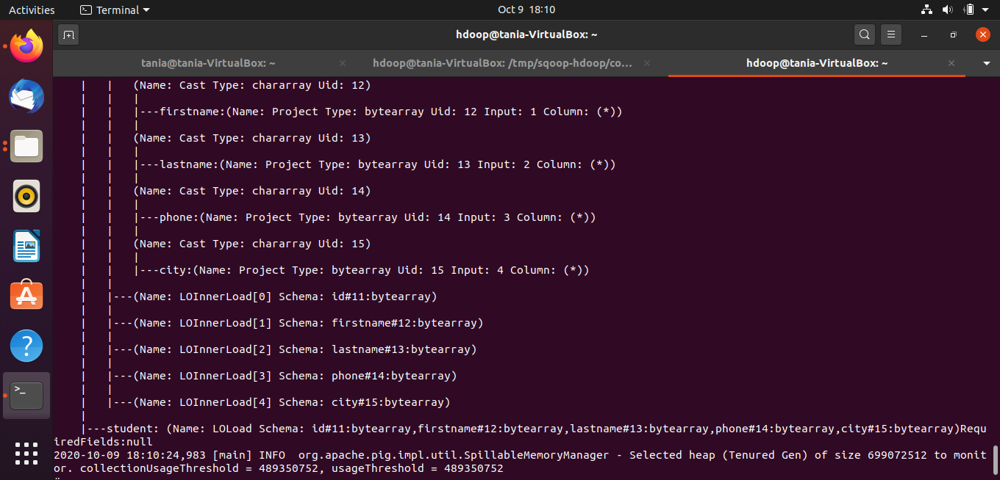 Activities
Terminal
Oct 9 18:10
hdoop@tania-VirtualBox: ~
tania@tania-VirtualBox: ~
hdoop@tania-VirtualBox: /tmp/sqoop-hdoop/co...
hdoop@tania-VirtualBox: ~
|   |   (Name: Cast Type: chararray Uid: 12)
|   |   |
|   |   |---firstname:(Name: Project Type: bytearray Uid: 12 Input: 1 Column: (*))
|   |   |
|   |   (Name: Cast Type: chararray Uid: 13)
|   |   |
|   |   |---lastname:(Name: Project Type: bytearray Uid: 13 Input: 2 Column: (*))
|   |   |
|   |   (Name: Cast Type: chararray Uid: 14)
|   |   |
|   |   |---phone:(Name: Project Type: bytearray Uid: 14 Input: 3 Column: (*))
|   |   |
|   |   (Name: Cast Type: chararray Uid: 15)
|   |   |
|   |   |---city:(Name: Project Type: bytearray Uid: 15 Input: 4 Column: (*))
|   |
|   |---(Name: LOInnerLoad[0] Schema: id#11:bytearray)
|   |
|   |---(Name: LOInnerLoad[1] Schema: firstname#12:bytearray)
|   |
|   |---(Name: LOInnerLoad[2] Schema: lastname#13:bytearray)
|   |
|   |---(Name: LOInnerLoad[3] Schema: phone#14:bytearray)
|   |
|   |---(Name: LOInnerLoad[4] Schema: city#15:bytearray)
|
|---student: (Name: LOLoad Schema: id#11:bytearray,firstname#12:bytearray,lastname#13:bytearray,phone#14:bytearray,city#15:bytearray)Requ
iredFields:null
2020-10-09 18:10:24,983 [main] INFO  org.apache.pig.impl.util.SpillableMemoryManager - Selected heap (Tenured Gen) of size 699072512 to monit
or. collectionUsageThreshold = 489350752, usageThreshold = 489350752